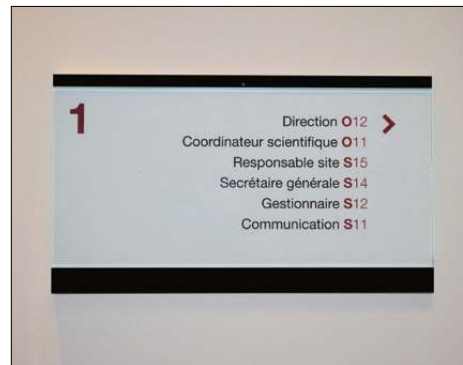 1
Direction O12
Coordinateur scientifique O11
Responsable site S15
Secrétaire générale S14
Gestionnaire S12
Communication S11